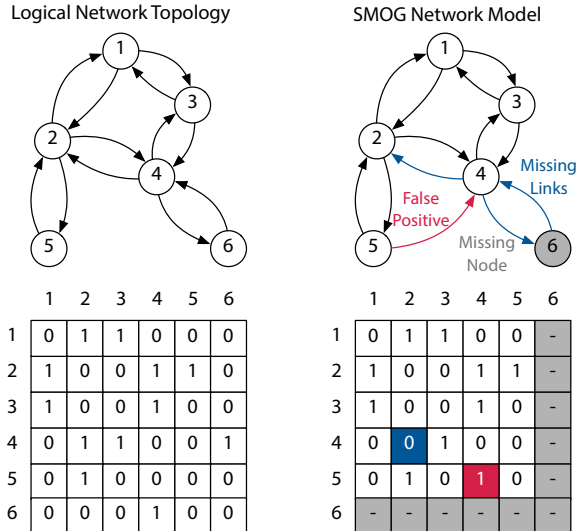 Logical Network Topology
1
3
2
4
5
6
1 2 3 4 5 6
1 0 1 1 0 0 0
2 1 0 0 1 1 0
3 1 0 0 1 0 0
4 0 1 1 0 0 1
5 0 1 0 0 0 0
6 0 0 0 1 0 0
SMOG Network Model
1
3
2
4
Missing
Links
False
Positive
5
Missing
Node
6
1 2 3 4 5 6
1 0 1 1 0 0 -
2 1 0 0 1 1 -
3 1 0 0 1 0 -
4 0 0 1 0 0 -
5 0 1 0 1 0 -
6 - - - - - -